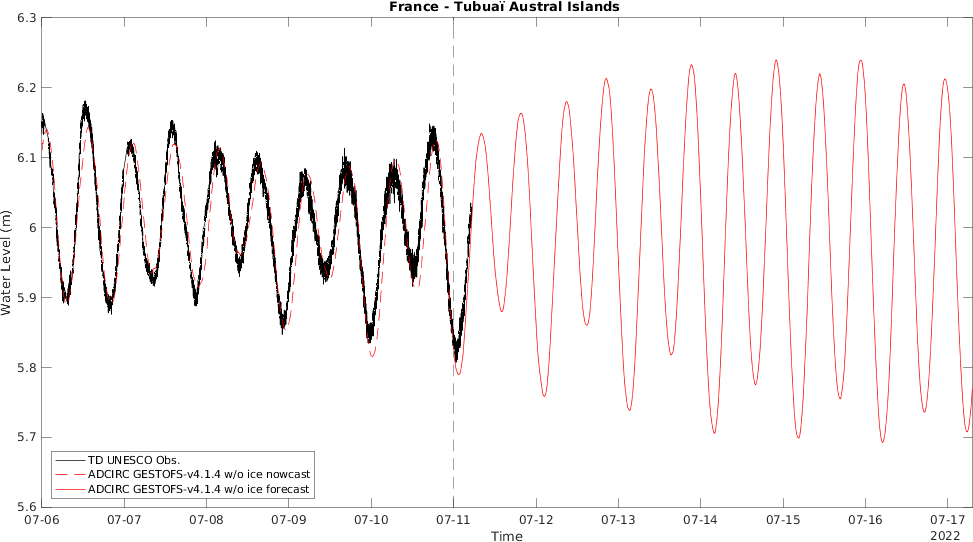 France - Tubuaï Austral Islands
6.3
6.2
6.1
6
5.9
5.8
5.7
5.6
Water Level (m)
TD UNESCO Obs.
ADCIRC GESTOFS-v4.1.4 w/o ice nowcast
ADCIRC GESTOFS-v4.1.4 w/o ice forecast
07-06 07-07 07-08 07-09 07-10 07-11 07-12 07-13 07-14 07-15 07-16 07-17
Time
2022